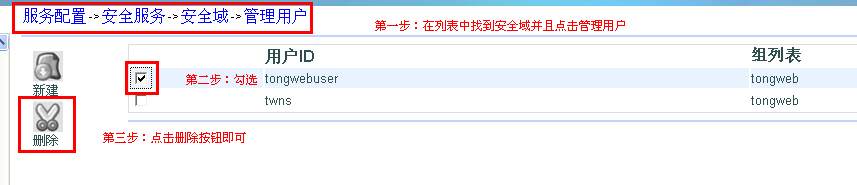 服务配置->安全服务->安全域->管理用户
第一步：在列表中找到安全域并且点击管理用户
用户ID 组列表
新建
第二步：勾选 tongwebuser tongweb
twns tongweb
删除
第三步：点击删除按钮即可